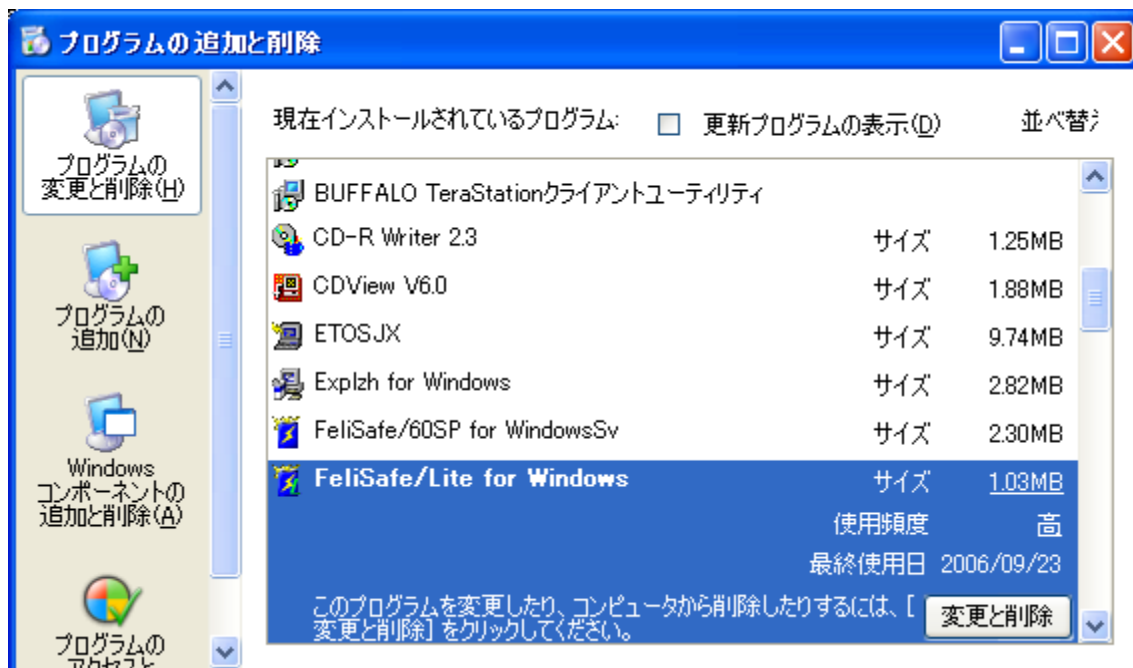 プログラムの追加と削除
プログラムの
変更と削除(H)
プログラムの
追加(N)
Windows
コンポーネントの
追加と削除(A)
プログラムの
現在インストールされているプログラム:
更新プログラムの表示(D)
並べ替
BUFFALO TeraStationクライアントユーティリティ
CD-R Writer 2.3 サイズ 1.25MB
CDView V6.0 サイズ 1.88MB
ETOSJX サイズ 9.74MB
Explzh for Windows サイズ 2.82MB
FeliSafe/60SP for WindowsSv サイズ 2.30MB
FeliSafe/Lite for Windows サイズ 1.03MB
使用頻度 高
最終使用日 2006/09/23
このプログラムを変更したり、コンピュータから削除したりするには、[
変更と削除] をクリックしてください。
変更と削除